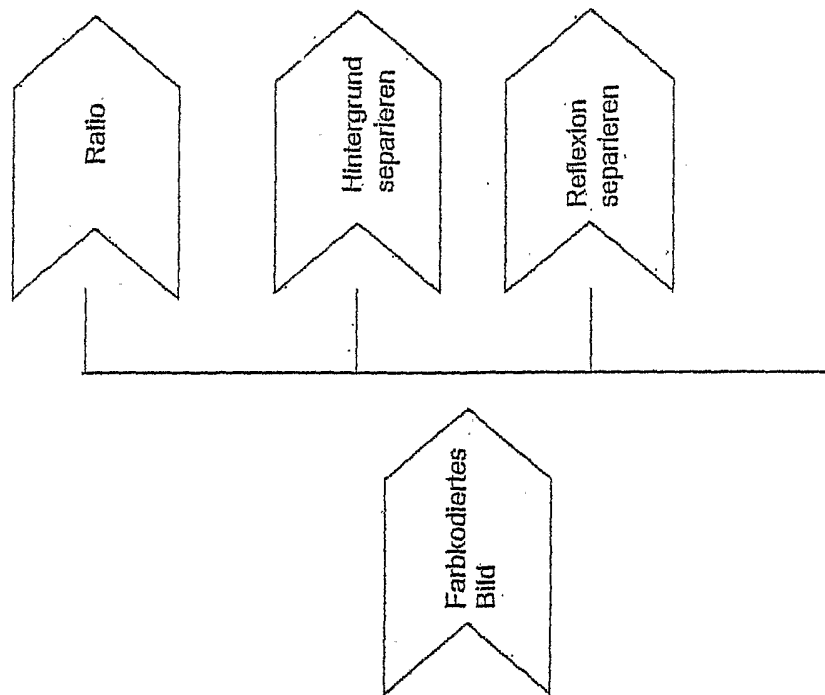 Ratio
Hintergrund
separieren
Reflexion
separieren
Farbkodiertes
Bild